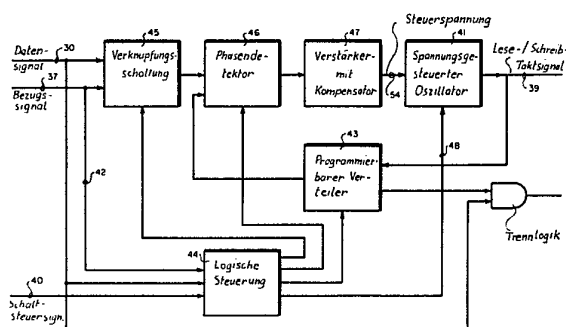 Steuerspannung
Daten-
signal
30
37
Bezugs-
signal
45
Verknüpfungs-
schaltung
46
Phasende-
tektor
47
Verstärker-
mit
Kompensator
54
41
Spannungsge-
steuerter
Oszillator
Lese-/Schreib-
Taktsignal
39
48
43
Programmier-
barer Ver-
teiler
42
44
Logische
Steuerung
40
Schalt-
steuersign.
Trennlogik